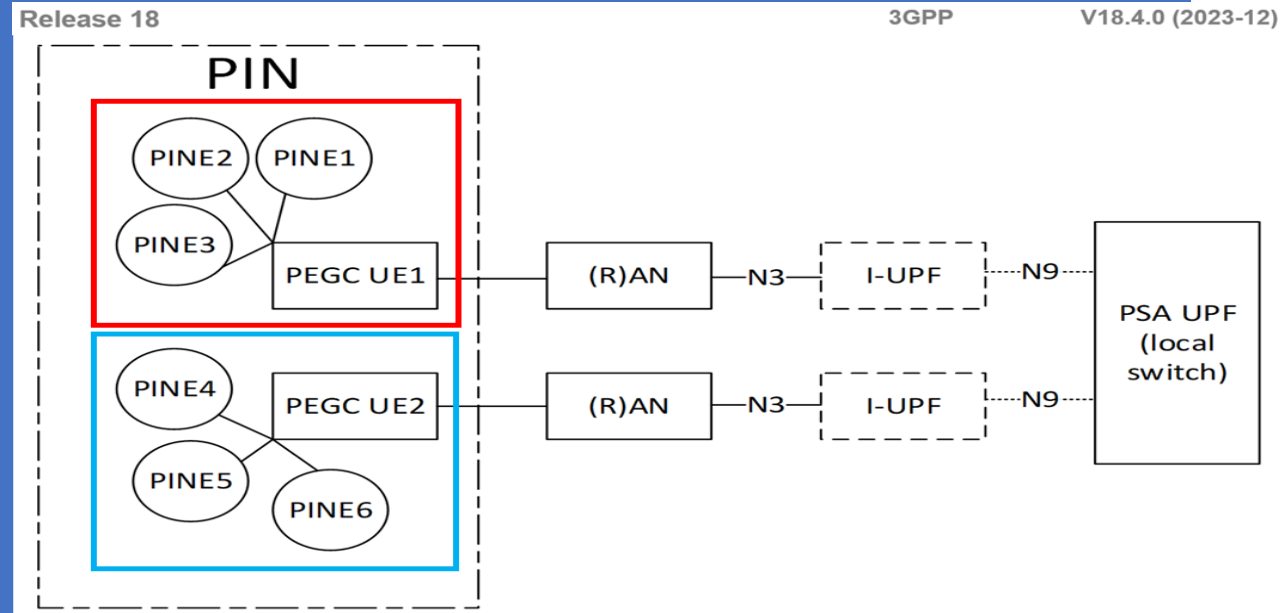 Release 18 3GPP V18.4.0 (2023-12)
PIN
PINE2 PINE1
PINE3
PEGC UE1 (R)AN N3 I-UPF N9
PSA UPF
(local
switch)
PINE4
PEGC UE2 (R)AN N3 I-UPF N9
PINE5
PINE6